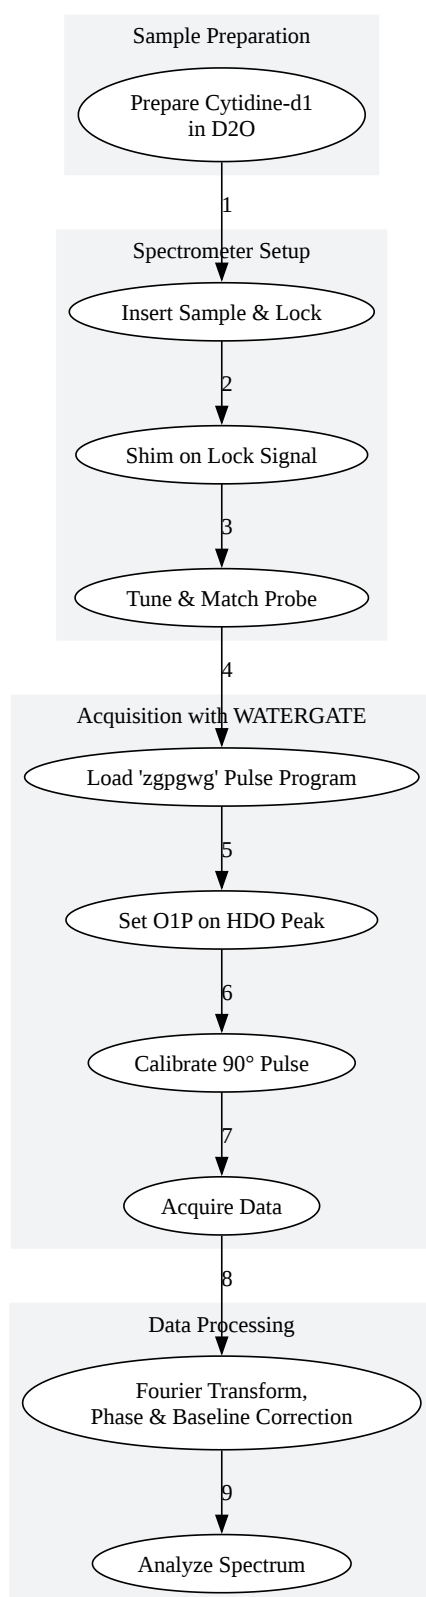 Sample Preparation
Prepare Cytidine-d1
in D2O
1
Spectrometer Setup
Insert Sample & Lock
2
Shim on Lock Signal
3
Tune & Match Probe
4
Acquisition with WATERGATE
Load 'zgpgwg' Pulse Program
5
Set O1P on HDO Peak
6
Calibrate 90° Pulse
7
Acquire Data
8
Data Processing
Fourier Transform,
Phase & Baseline Correction
9
Analyze Spectrum